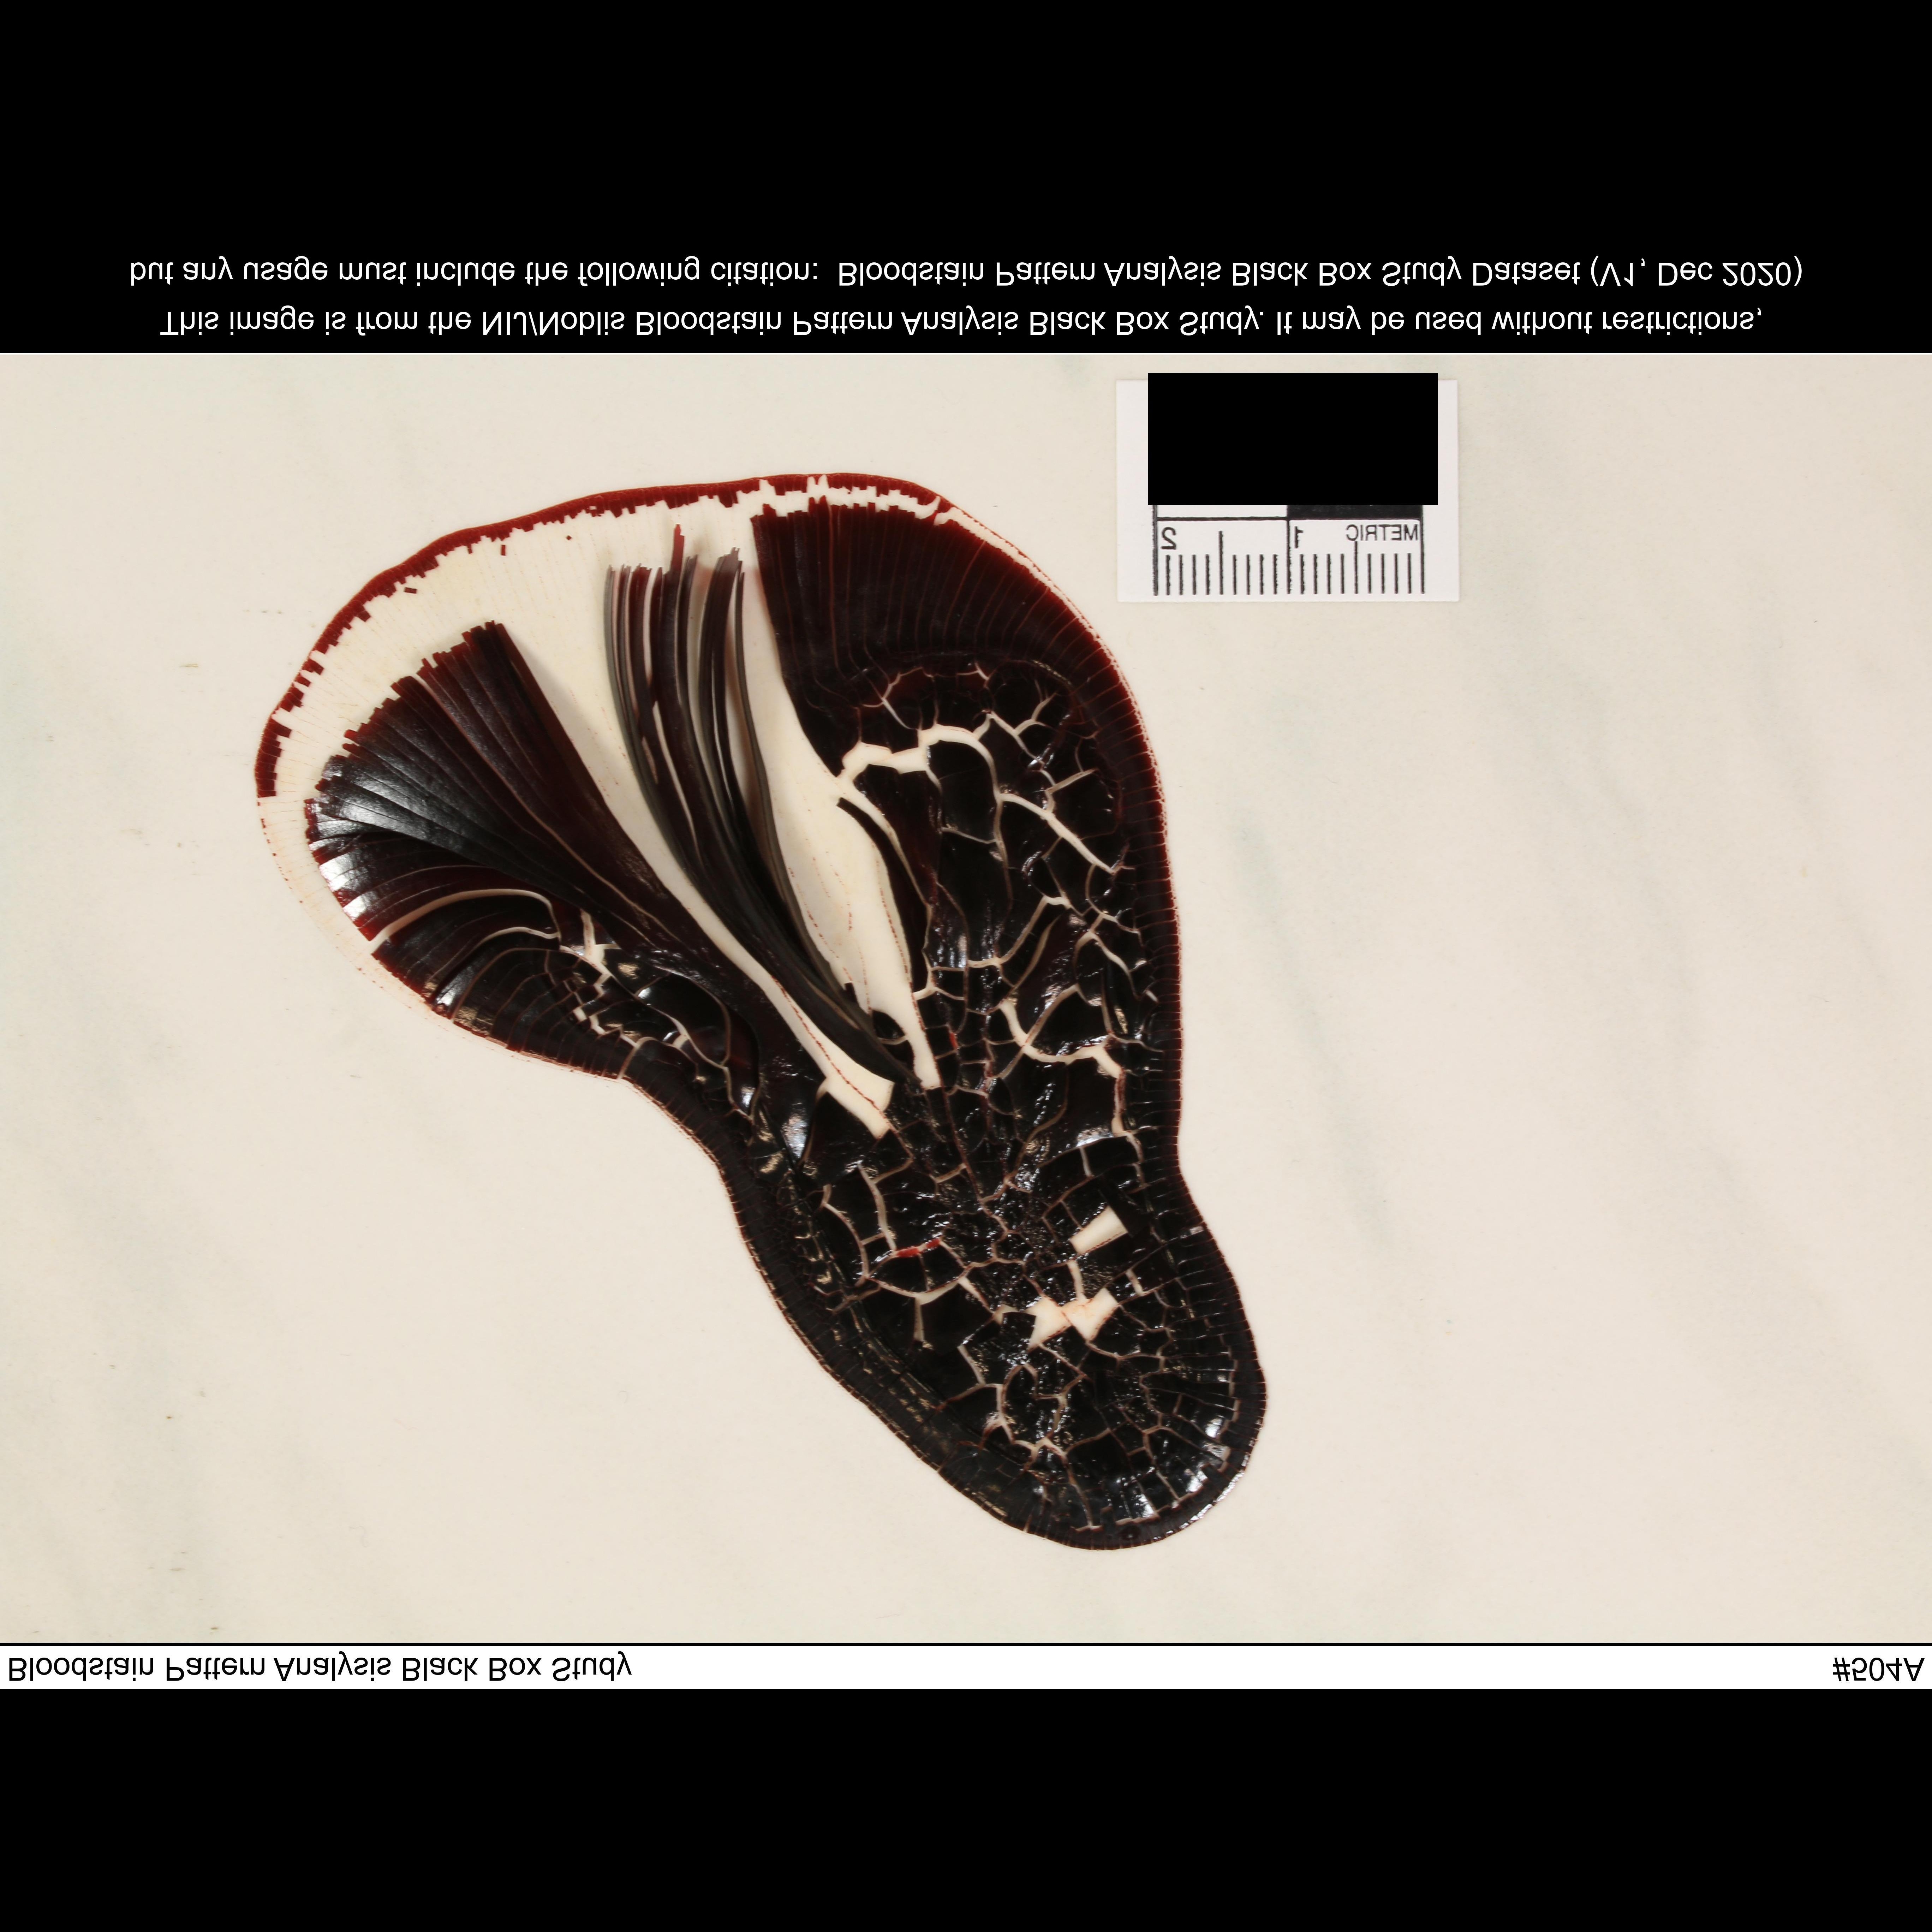 This image is from the NIJ/Noblis Bloodstain Pattern Analysis Black Box Study. It may be used without restrictions,
but any usage must include the following citation:  Bloodstain Pattern Analysis Black Box Study Dataset (V1, Dec 2020)
METRIC 1 2
Bloodstain Pattern Analysis Black Box Study #504A